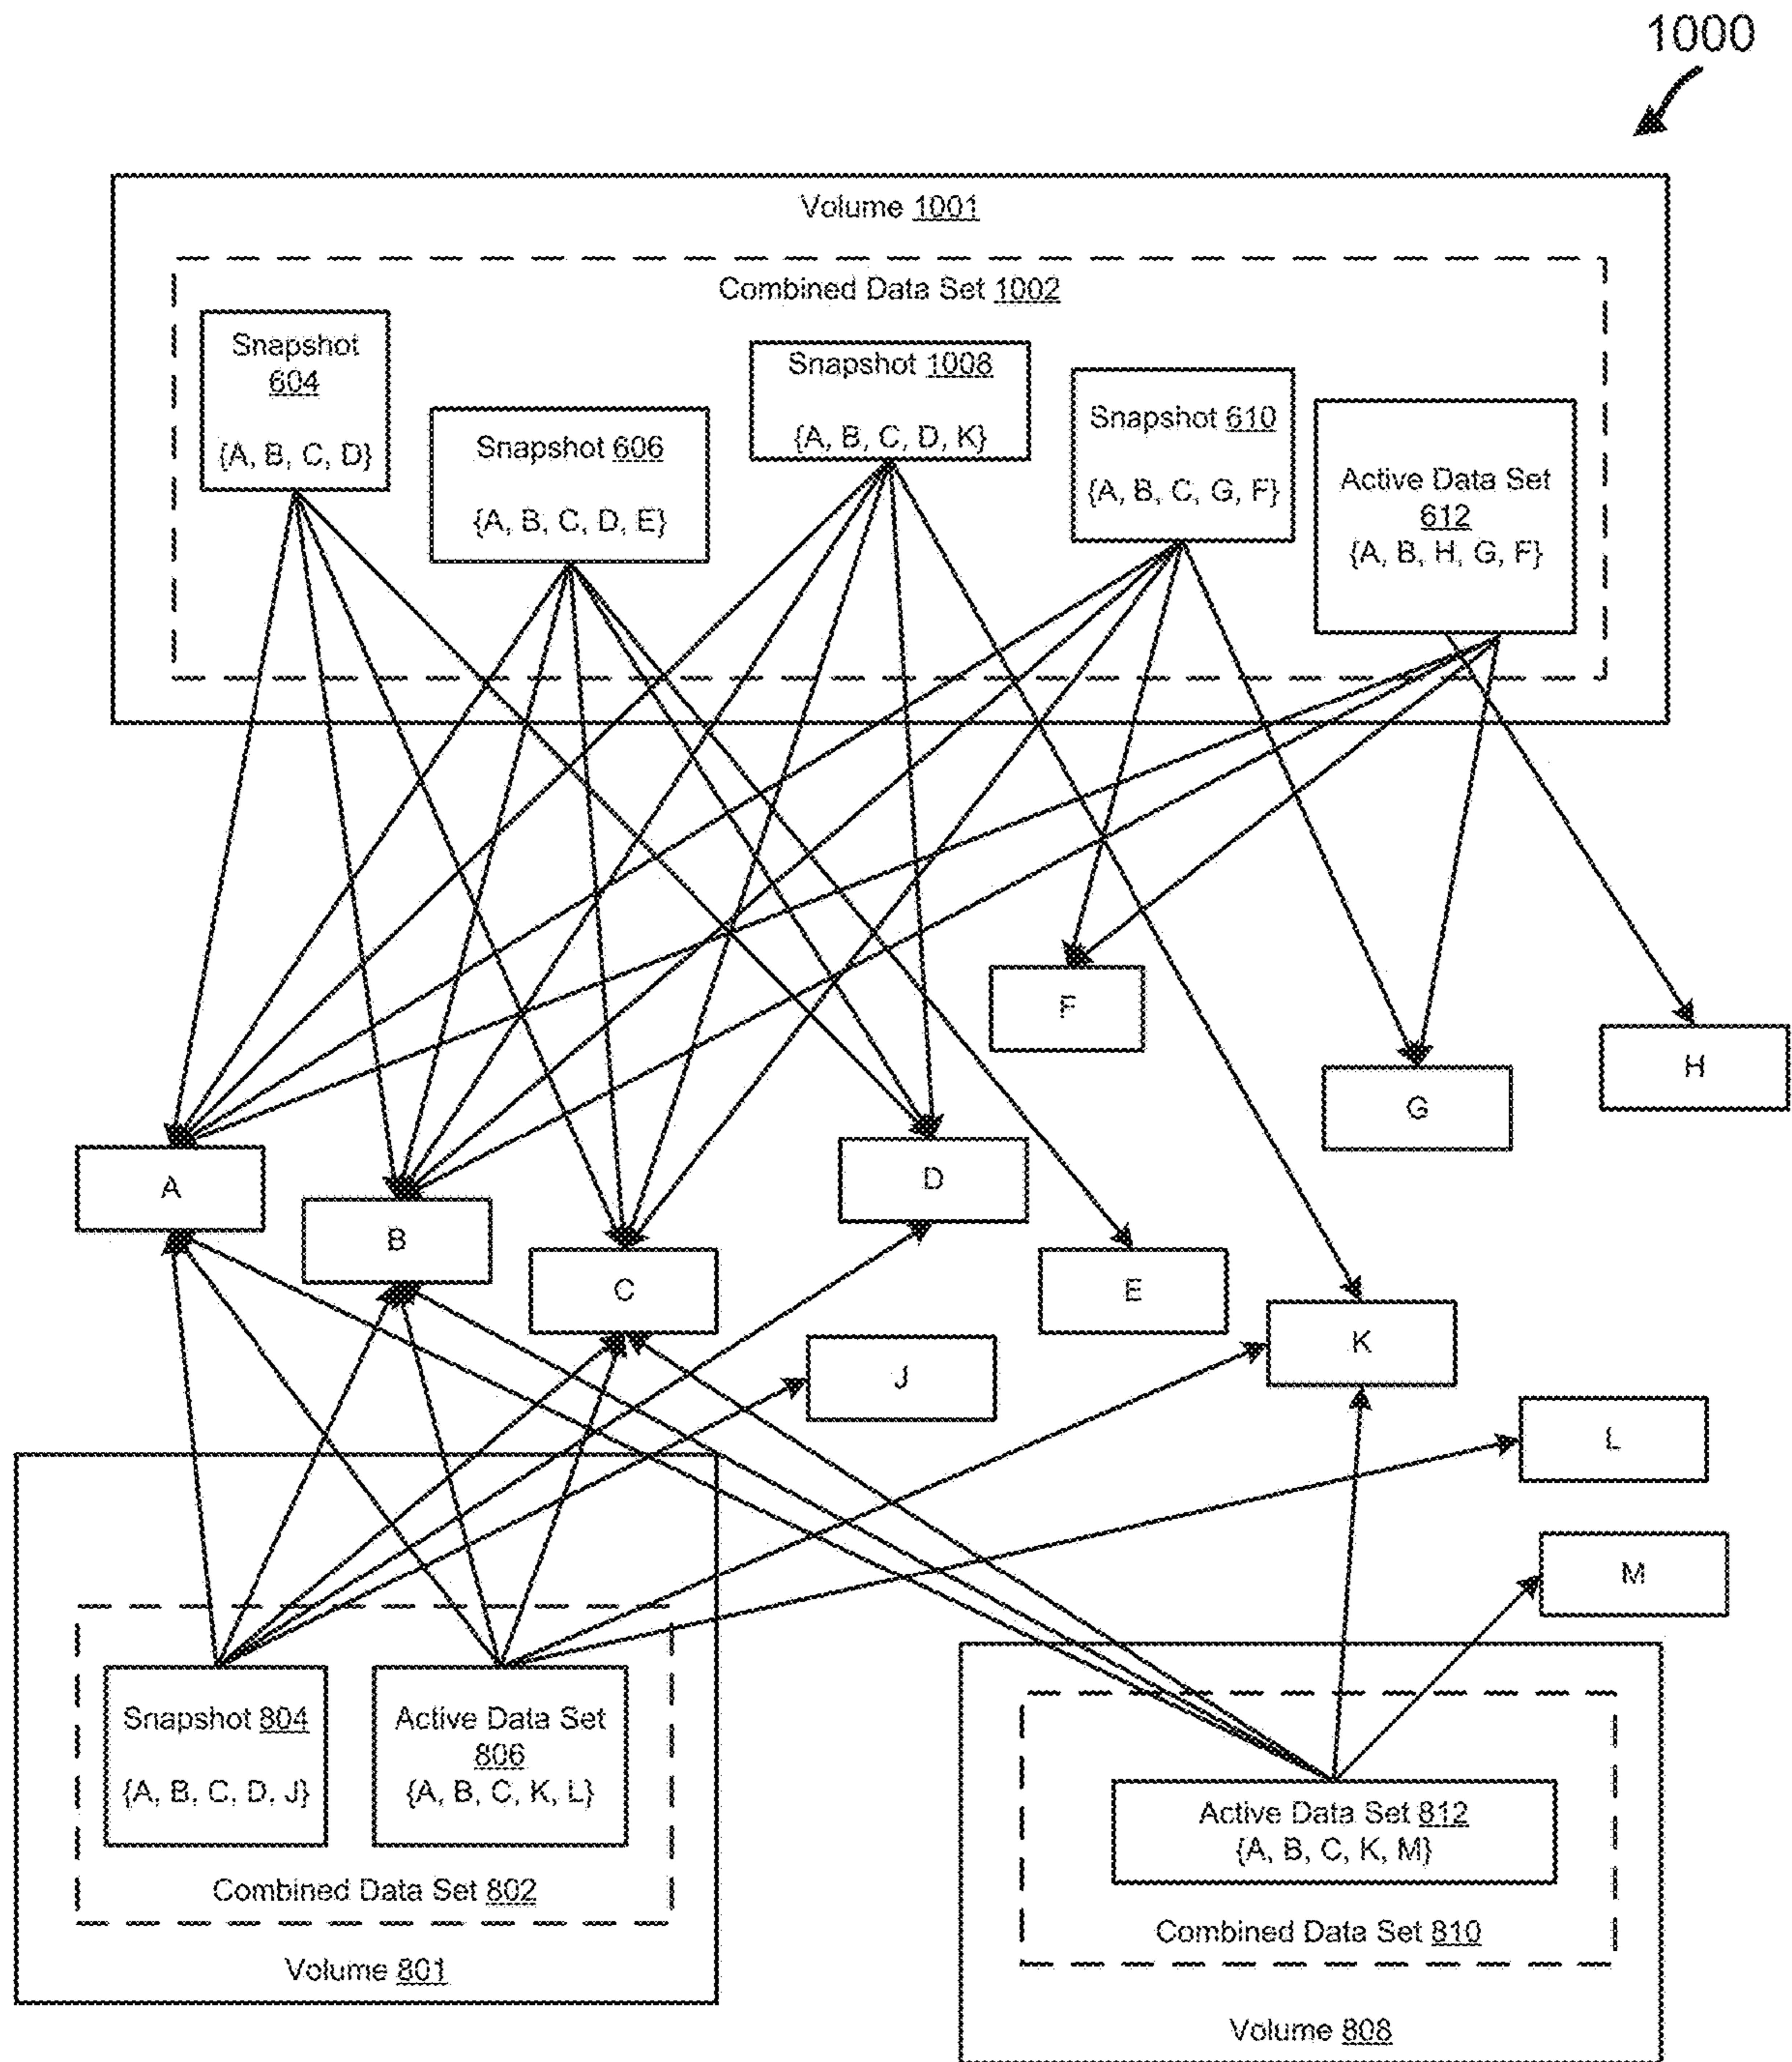 1000
Volume 1001
Combined Data Set 1002
Snapshot
604
{A, B, C, D}
Snapshot 606
{A, B, C, D, E}
Snapshot 1008
{A, B, C, D, K}
Snapshot 610
{A, B, C, G, F}
Active Data Set
612
{A, B, H, G, F}
F
H
G
A
D
B
C
E
K
J
L
M
Snapshot 804
{A, B, C, D, J}
Active Data Set
806
{A, B, C, K, L}
Combined Data Set 802
Volume 801
Active Data Set 812
{A, B, C, K, M}
Combined Data Set 810
Volume 808